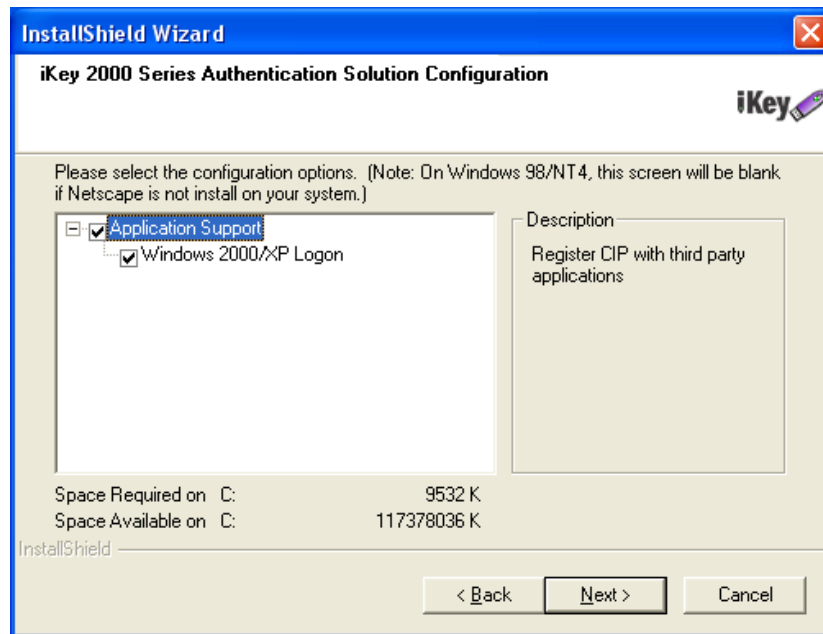 InstallShield Wizard
iKey 2000 Series Authentication Solution Configuration
iKey
Please select the configuration options. (Note: On Windows 98/NT4, this screen will be blank
if Netscape is not install on your system.)
Application Support
Windows 2000/XP Logon
Description
Register CIP with third party
applications
Space Required on C: 9532 K
Space Available on C: 117378036 K
InstallShield
< Back Next > Cancel